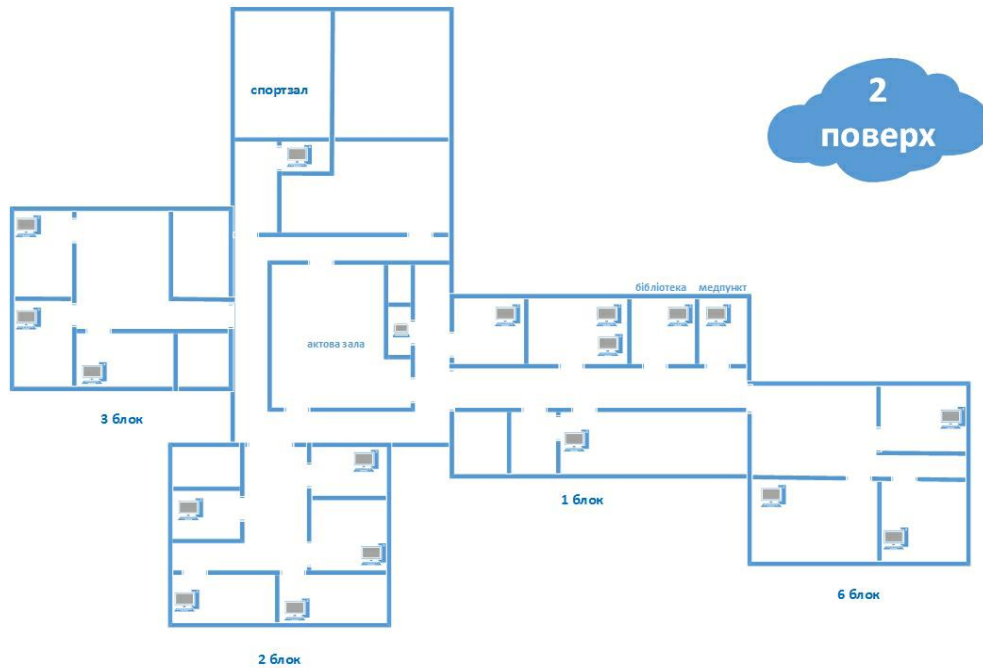 2
поверх
спортзал
бібліотека
медпункт
актова зала
3 блок
1 блок
6 блок
2 блок